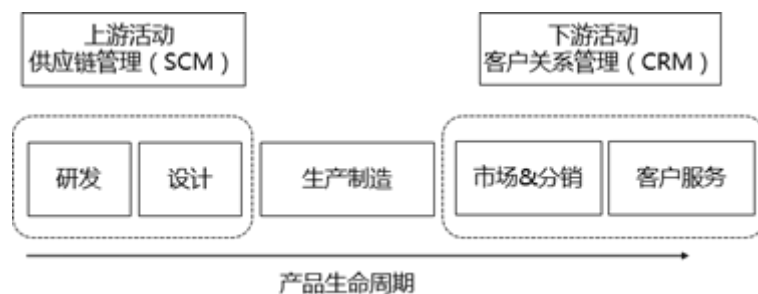 上游活动
供应链管理（SCM）
下游活动
客户关系管理（CRM）
研发
设计
生产制造
市场&分销
客户服务
产品生命周期